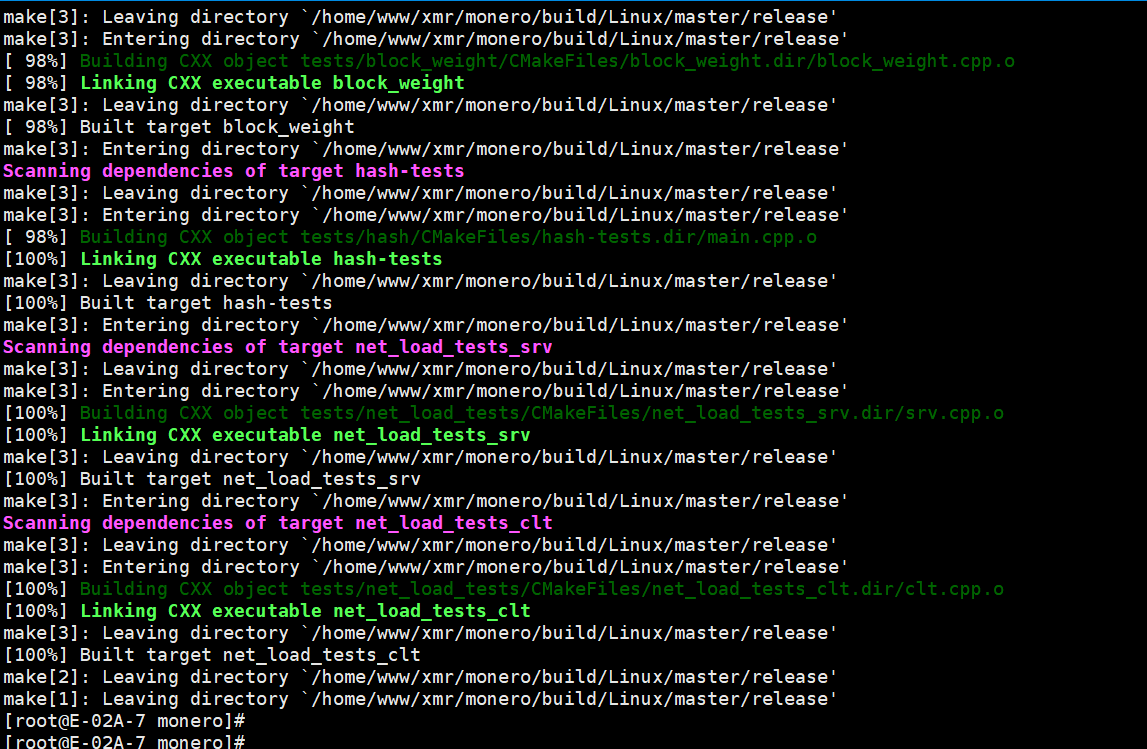 make[3]: Leaving directory `/home/www/xmr/monero/build/Linux/master/release'
make[3]: Entering directory `/home/www/xmr/monero/build/Linux/master/release'
[ 98%] Building CXX object tests/block_weight/CMakeFiles/block_weight.dir/block_weight.cpp.o
[ 98%] Linking CXX executable block_weight
make[3]: Leaving directory `/home/www/xmr/monero/build/Linux/master/release'
[ 98%] Built target block_weight
make[3]: Entering directory `/home/www/xmr/monero/build/Linux/master/release'
Scanning dependencies of target hash-tests
make[3]: Leaving directory `/home/www/xmr/monero/build/Linux/master/release'
make[3]: Entering directory `/home/www/xmr/monero/build/Linux/master/release'
[ 98%] Building CXX object tests/hash/CMakeFiles/hash-tests.dir/main.cpp.o
[100%] Linking CXX executable hash-tests
make[3]: Leaving directory `/home/www/xmr/monero/build/Linux/master/release'
[100%] Built target hash-tests
make[3]: Entering directory `/home/www/xmr/monero/build/Linux/master/release'
Scanning dependencies of target net_load_tests_srv
make[3]: Leaving directory `/home/www/xmr/monero/build/Linux/master/release'
make[3]: Entering directory `/home/www/xmr/monero/build/Linux/master/release'
[100%] Building CXX object tests/net_load_tests/CMakeFiles/net_load_tests_srv.dir/srv.cpp.o
[100%] Linking CXX executable net_load_tests_srv
make[3]: Leaving directory `/home/www/xmr/monero/build/Linux/master/release'
[100%] Built target net_load_tests_srv
make[3]: Entering directory `/home/www/xmr/monero/build/Linux/master/release'
Scanning dependencies of target net_load_tests_clt
make[3]: Leaving directory `/home/www/xmr/monero/build/Linux/master/release'
make[3]: Entering directory `/home/www/xmr/monero/build/Linux/master/release'
[100%] Building CXX object tests/net_load_tests/CMakeFiles/net_load_tests_clt.dir/clt.cpp.o
[100%] Linking CXX executable net_load_tests_clt
make[3]: Leaving directory `/home/www/xmr/monero/build/Linux/master/release'
[100%] Built target net_load_tests_clt
make[2]: Leaving directory `/home/www/xmr/monero/build/Linux/master/release'
make[1]: Leaving directory `/home/www/xmr/monero/build/Linux/master/release'
[root@E-02A-7 monero]#
[root@E-02A-7 monero]#